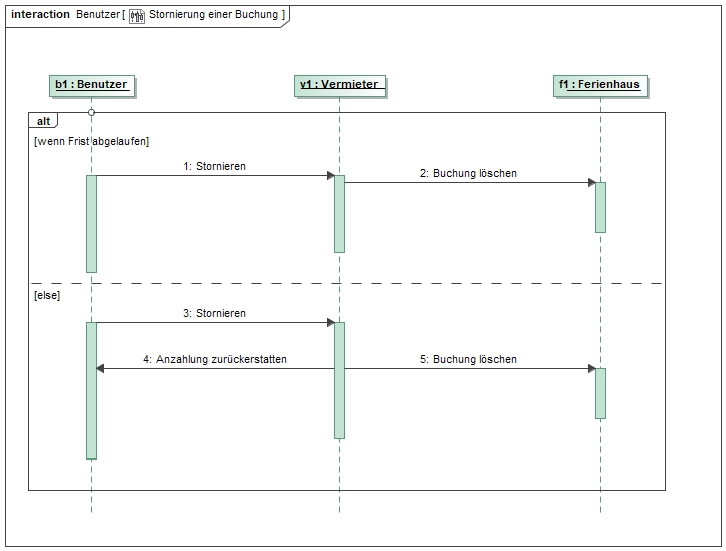 interaction Benutzer [ Stornierung einer Buchung ]
b1 : Benutzer
v1 : Vermieter
f1 : Ferienhaus
alt
[wenn Frist abgelaufen]
1: Stornieren
2: Buchung löschen
[else]
3: Stornieren
4: Anzahlung zurückerstatten
5: Buchung löschen